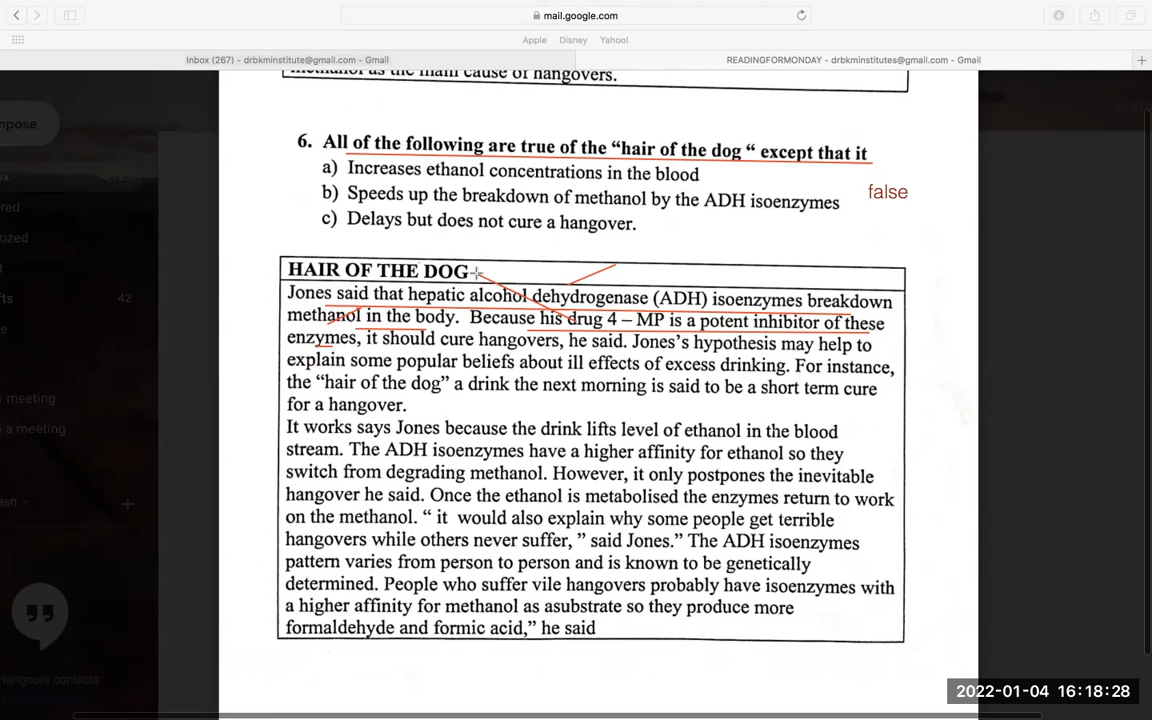 mail.google.com
Apple Disney Yahoo!
Inbox (267) - drbkminstitute@gmail.com - Gmail
READINGFORMONDAY - drbkminstitutes@gmail.com - Gmail
methanol as the main cause of hangovers.
mpose
6. All of the following are true of the “hair of the dog “ except that it
a) Increases ethanol concentrations in the blood
b) Speeds up the breakdown of methanol by the ADH isoenzymes
false
c) Delays but does not cure a hangover.
HAIR OF THE DOG
Jones said that hepatic alcohol dehydrogenase (ADH) isoenzymes breakdown
methanol in the body. Because his drug 4 – MP is a potent inhibitor of these
enzymes, it should cure hangovers, he said. Jones’s hypothesis may help to
explain some popular beliefs about ill effects of excess drinking. For instance,
the “hair of the dog” a drink the next morning is said to be a short term cure
for a hangover.
It works says Jones because the drink lifts level of ethanol in the blood
stream. The ADH isoenzymes have a higher affinity for ethanol so they
switch from degrading methanol. However, it only postpones the inevitable
hangover he said. Once the ethanol is metabolised the enzymes return to work
on the methanol. “ it would also explain why some people get terrible
hangovers while others never suffer, ” said Jones.” The ADH isoenzymes
pattern varies from person to person and is known to be genetically
determined. People who suffer vile hangovers probably have isoenzymes with
a higher affinity for methanol as asubstrate so they produce more
formaldehyde and formic acid,” he said
x
red
ozed
t
fts 42
e
y meeting
n a meeting
esh
Hangouts contacts
2022-01-04 16:18:28